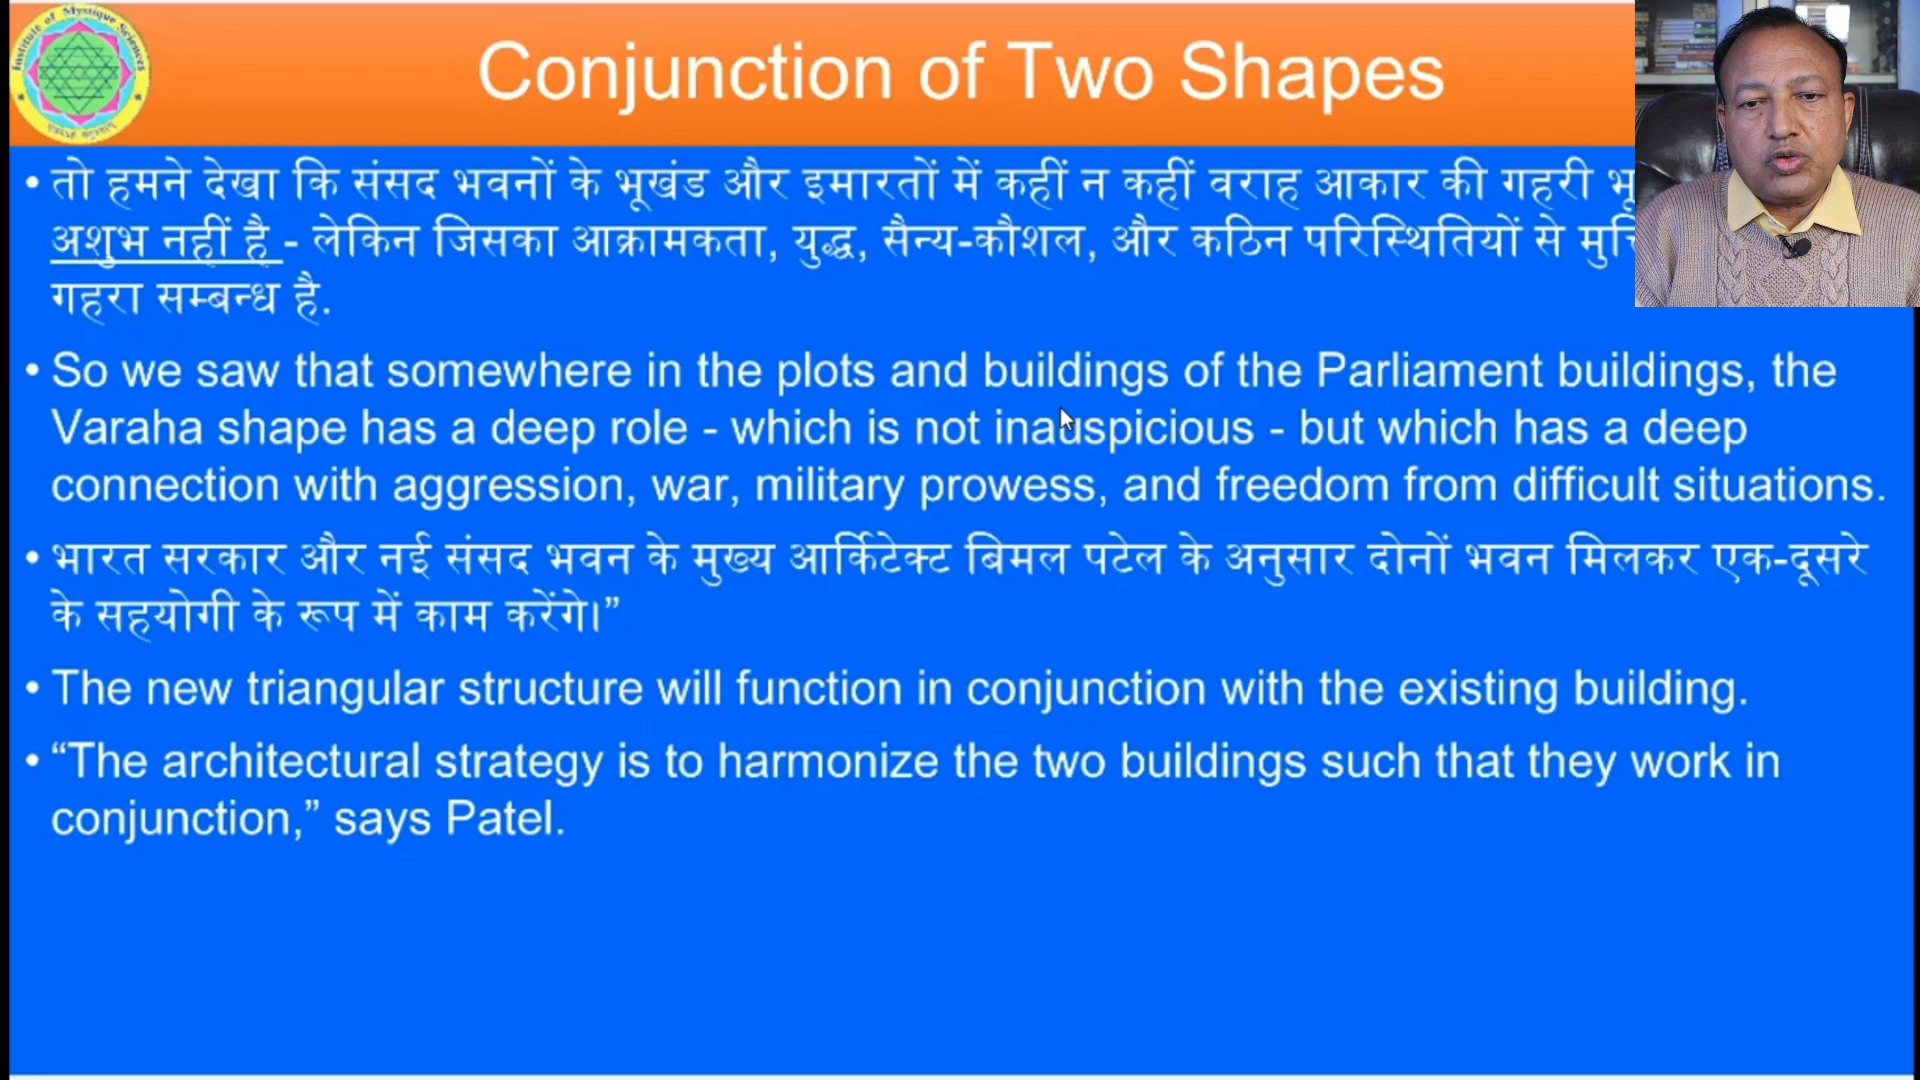 Institute of Mystique Sciences
Conjunction of Two Shapes
• तो हमने देखा कि संसद भवनों के भूखंड और इमारतों में कहीं न कहीं वराह आकार की गहरी
अशुभ नहीं है - लेकिन जिसका आक्रामकता, युद्ध, सैन्य-कौशल, और कठिन परिस्थितियों से
गहरा सम्बन्ध है.
• So we saw that somewhere in the plots and buildings of the Parliament buildings, the
Varaha shape has a deep role - which is not inauspicious - but which has a deep
connection with aggression, war, military prowess, and freedom from difficult situations.
• भारत सरकार और नई संसद भवन के मुख्य आर्किटेक्ट बिमल पटेल के अनुसार दोनों भवन मिलकर एक-दूसरे
के सहयोगी के रूप में काम करेंगे।”
• The new triangular structure will function in conjunction with the existing building.
• “The architectural strategy is to harmonize the two buildings such that they work in
conjunction,” says Patel.